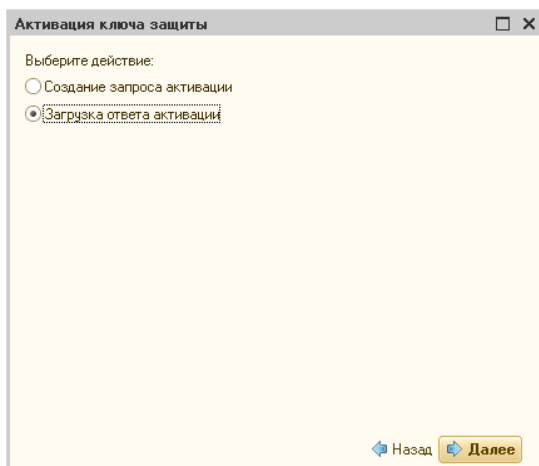 Активация ключа защиты
Выберите действие:
Создание запроса активации
Загрузка ответа активации
Назад Далее